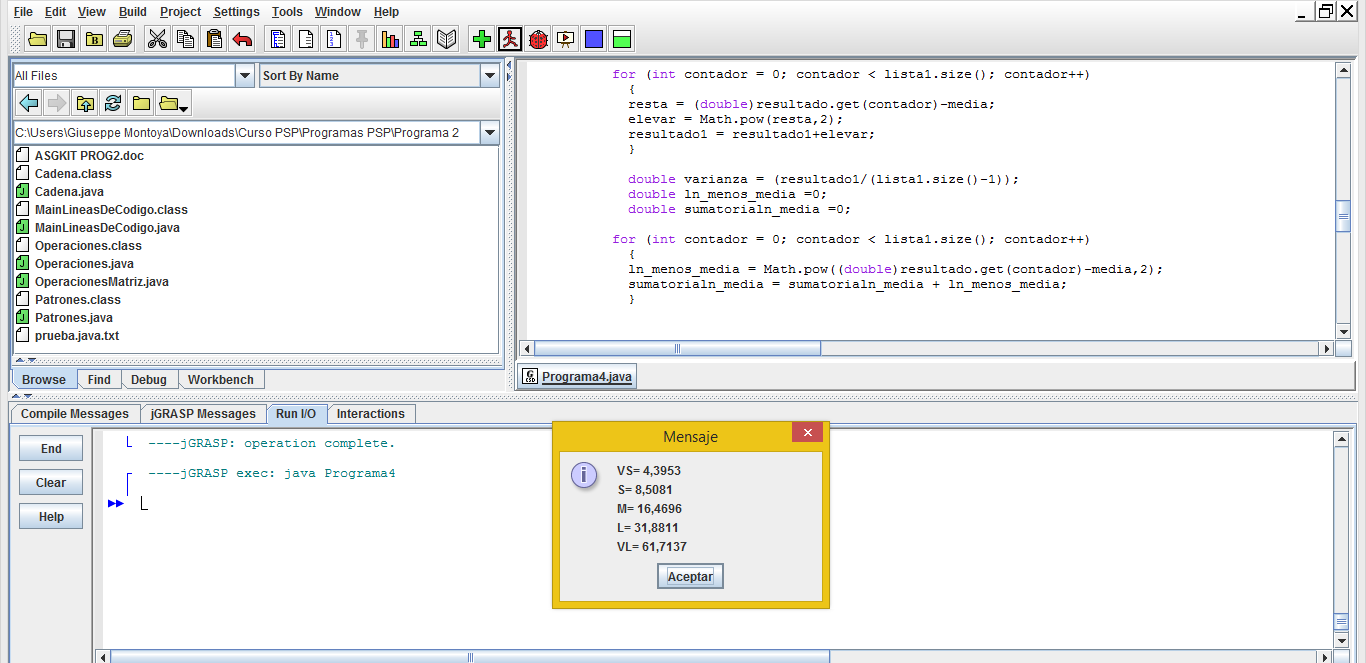 File Edit View Build Project Settings Tools Window Help
All Files
Sort By Name
C:\Users\Giuseppe Montoya\Downloads\Curso PSP\Programas PSP\Programa 2
ASGKIT PROG2.doc
Cadena.class
Cadena.java
MainLineasDeCodigo.class
MainLineasDeCodigo.java
Operaciones.class
Operaciones.java
OperacionesMatriz.java
Patrones.class
Patrones.java
prueba.java.txt
Browse Find Debug Workbench
for (int contador = 0; contador < lista1.size(); contador++)
{
resta = (double)resultado.get(contador)-media;
elevar = Math.pow(resta,2);
resultado1 = resultado1+elevar;
}
double varianza = (resultado1/(lista1.size()-1));
double ln_menos_media =0;
double sumatorialn_media =0;
for (int contador = 0; contador < lista1.size(); contador++)
{
ln_menos_media = Math.pow((double)resultado.get(contador)-media,2);
sumatorialn_media = sumatorialn_media + ln_menos_media;
}
Programa4.java
Compile Messages jGRASP Messages Run I/O Interactions
End
Clear
Help
----jGRASP: operation complete.
----jGRASP exec: java Programa4
Mensaje
VS= 4,3953
S= 8,5081
M= 16,4696
L= 31,8811
VL= 61,7137
Aceptar